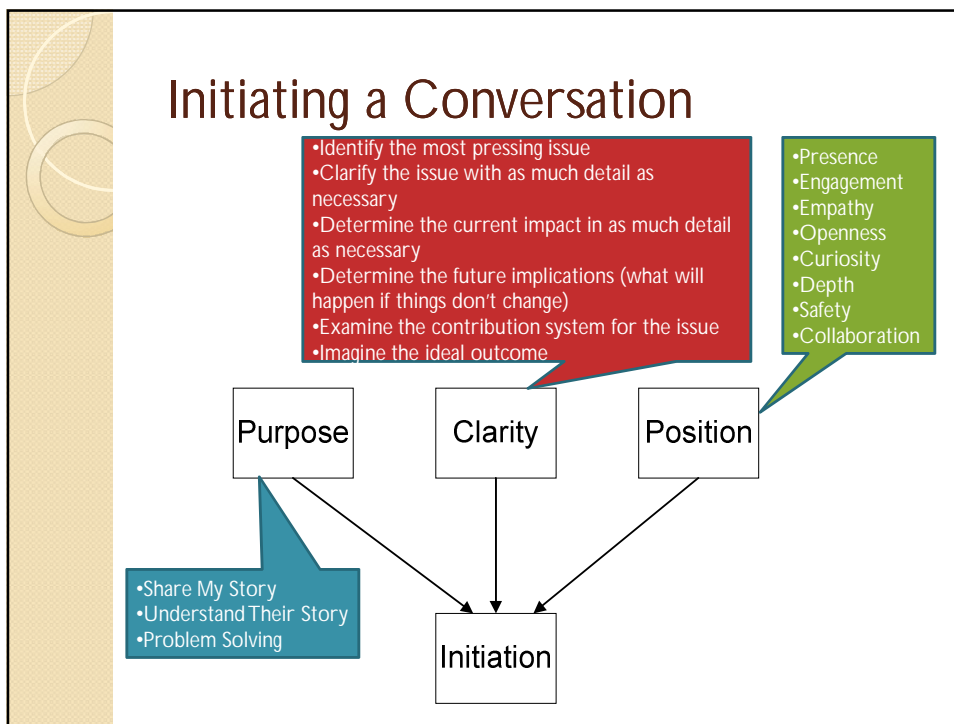 Initiating a Conversation
•Identify the most pressing issue
•Clarify the issue with as much detail as
necessary
•Determine the current impact in as much detail
as necessary
•Determine the future implications (what will
happen if things don’t change)
•Examine the contribution system for the issue
•Imagine the ideal outcome
•Presence
•Engagement
•Empathy
•Openness
•Curiosity
•Depth
•Safety
•Collaboration
Purpose
Clarity
Position
•Share My Story
•Understand Their Story
•Problem Solving
Initiation